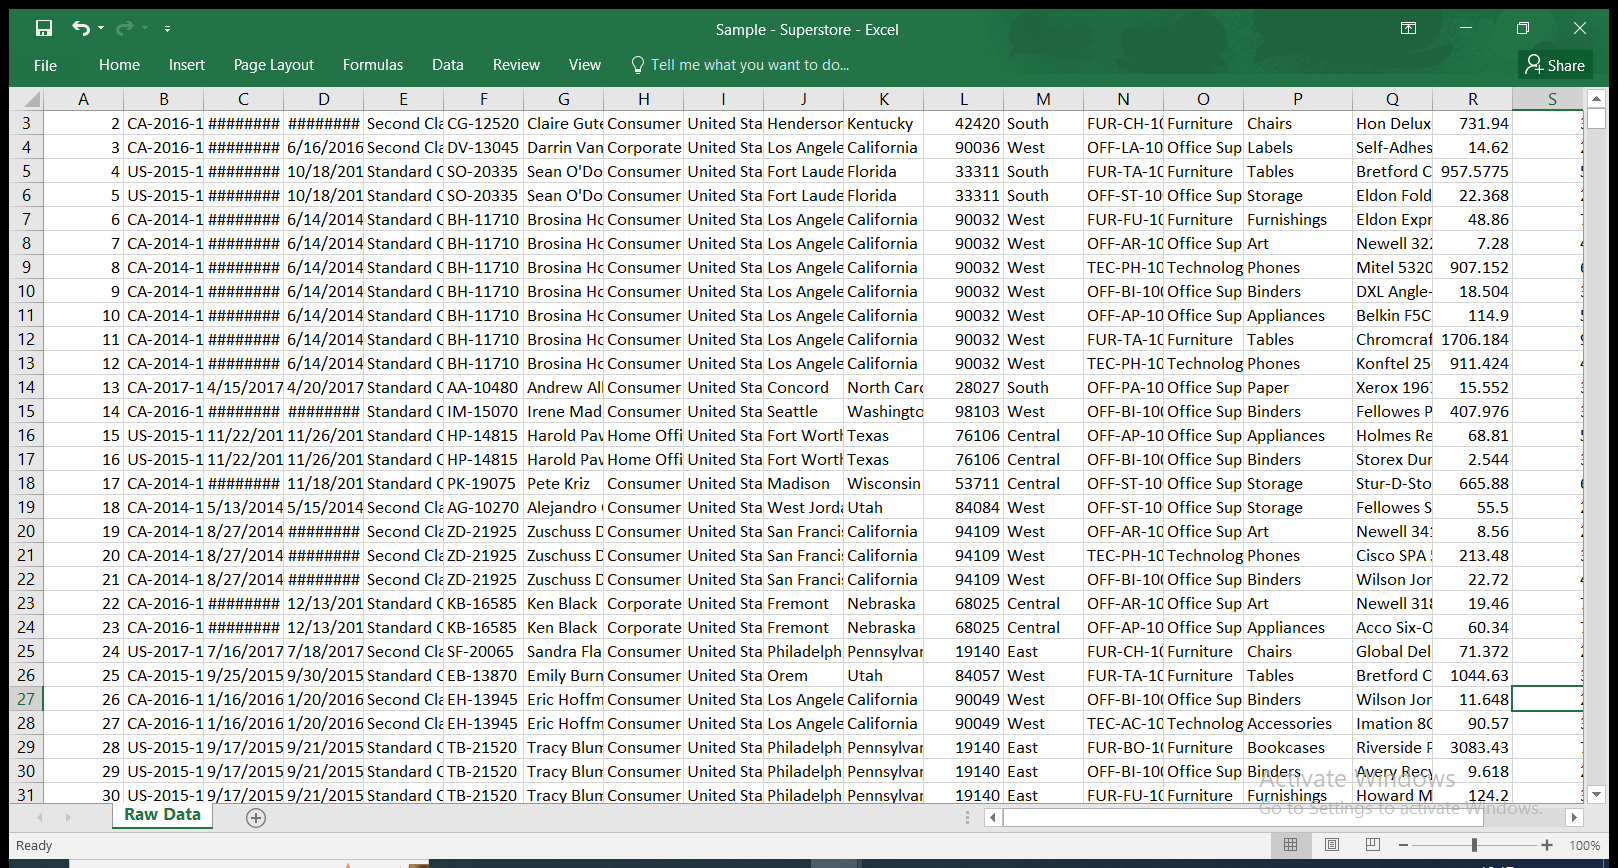 Sample - Superstore - Excel
File Home Insert Page Layout Formulas Data Review View Tell me what you want to do... Share
A B C D E F G H I J K L M N O P Q R S
3 2 CA-2016-1 ######## ######## Second Cla CG-12520 Claire Gute Consumer United Sta Henderson Kentucky 42420 South FUR-CH-10 Furniture Chairs Hon Delux 731.94
4 3 CA-2016-1 ######## 6/16/2016 Second Cla DV-13045 Darrin Van Corporate United Sta Los Angele California 90036 West OFF-LA-10 Office Sup Labels Self-Adhes 14.62
5 4 US-2015-1 ######## 10/18/201 Standard C SO-20335 Sean O'Do Consumer United Sta Fort Laude Florida 33311 South FUR-TA-10 Furniture Tables Bretford C 957.5775
6 5 US-2015-1 ######## 10/18/201 Standard C SO-20335 Sean O'Do Consumer United Sta Fort Laude Florida 33311 South OFF-ST-10 Office Sup Storage Eldon Fold 22.368
7 6 CA-2014-1 ######## 6/14/2014 Standard C BH-11710 Brosina Ho Consumer United Sta Los Angele California 90032 West FUR-FU-10 Furniture Furnishings Eldon Expr 48.86
8 7 CA-2014-1 ######## 6/14/2014 Standard C BH-11710 Brosina Ho Consumer United Sta Los Angele California 90032 West OFF-AR-10 Office Sup Art Newell 322 7.28
9 8 CA-2014-1 ######## 6/14/2014 Standard C BH-11710 Brosina Ho Consumer United Sta Los Angele California 90032 West TEC-PH-10 Technolog Phones Mitel 5320 907.152
10 9 CA-2014-1 ######## 6/14/2014 Standard C BH-11710 Brosina Ho Consumer United Sta Los Angele California 90032 West OFF-BI-100 Office Sup Binders DXL Angle- 18.504
11 10 CA-2014-1 ######## 6/14/2014 Standard C BH-11710 Brosina Ho Consumer United Sta Los Angele California 90032 West OFF-AP-10 Office Sup Appliances Belkin F5C 114.9
12 11 CA-2014-1 ######## 6/14/2014 Standard C BH-11710 Brosina Ho Consumer United Sta Los Angele California 90032 West FUR-TA-10 Furniture Tables Chromcraf 1706.184
13 12 CA-2014-1 ######## 6/14/2014 Standard C BH-11710 Brosina Ho Consumer United Sta Los Angele California 90032 West TEC-PH-10 Technolog Phones Konftel 25 911.424
14 13 CA-2017-1 4/15/2017 4/20/2017 Standard C AA-10480 Andrew All Consumer United Sta Concord North Caro 28027 South OFF-PA-10 Office Sup Paper Xerox 1967 15.552
15 14 CA-2016-1 ######## ######## Standard C IM-15070 Irene Mad Consumer United Sta Seattle Washingto 98103 West OFF-BI-100 Office Sup Binders Fellowes P 407.976
16 15 US-2015-1 11/22/201 11/26/201 Standard C HP-14815 Harold Pav Home Offi United Sta Fort Worth Texas 76106 Central OFF-AP-10 Office Sup Appliances Holmes Re 68.81
17 16 US-2015-1 11/22/201 11/26/201 Standard C HP-14815 Harold Pav Home Offi United Sta Fort Worth Texas 76106 Central OFF-BI-100 Office Sup Binders Storex Dur 2.544
18 17 CA-2014-1 ######## 11/18/201 Standard C PK-19075 Pete Kriz Consumer United Sta Madison Wisconsin 53711 Central OFF-ST-10 Office Sup Storage Stur-D-Sto 665.88
19 18 CA-2014-1 5/13/2014 5/15/2014 Second Cla AG-10270 Alejandro Consumer United Sta West Jorda Utah 84084 West OFF-ST-10 Office Sup Storage Fellowes S 55.5
20 19 CA-2014-1 8/27/2014 ######## Second Cla ZD-21925 Zuschuss D Consumer United Sta San Franci California 94109 West OFF-AR-10 Office Sup Art Newell 341 8.56
21 20 CA-2014-1 8/27/2014 ######## Second Cla ZD-21925 Zuschuss D Consumer United Sta San Franci California 94109 West TEC-PH-10 Technolog Phones Cisco SPA 213.48
22 21 CA-2014-1 8/27/2014 ######## Second Cla ZD-21925 Zuschuss D Consumer United Sta San Franci California 94109 West OFF-BI-100 Office Sup Binders Wilson Jor 22.72
23 22 CA-2016-1 ######## 12/13/201 Standard C KB-16585 Ken Black Corporate United Sta Fremont Nebraska 68025 Central OFF-AR-10 Office Sup Art Newell 318 19.46
24 23 CA-2016-1 ######## 12/13/201 Standard C KB-16585 Ken Black Corporate United Sta Fremont Nebraska 68025 Central OFF-AP-10 Office Sup Appliances Acco Six-O 60.34
25 24 US-2017-1 7/16/2017 7/18/2017 Second Cla SF-20065 Sandra Fla Consumer United Sta Philadelph Pennsylvan 19140 East FUR-CH-10 Furniture Chairs Global Del 71.372
26 25 CA-2015-1 9/25/2015 9/30/2015 Standard C EB-13870 Emily Burn Consumer United Sta Orem Utah 84057 West FUR-TA-10 Furniture Tables Bretford C 1044.63
27 26 CA-2016-1 1/16/2016 1/20/2016 Second Cla EH-13945 Eric Hoffm Consumer United Sta Los Angele California 90049 West OFF-BI-100 Office Sup Binders Wilson Jor 11.648
28 27 CA-2016-1 1/16/2016 1/20/2016 Second Cla EH-13945 Eric Hoffm Consumer United Sta Los Angele California 90049 West TEC-AC-10 Technolog Accessories Imation 8G 90.57
29 28 US-2015-1 9/17/2015 9/21/2015 Standard C TB-21520 Tracy Blum Consumer United Sta Philadelph Pennsylvan 19140 East FUR-BO-10 Furniture Bookcases Riverside P 3083.43
30 29 US-2015-1 9/17/2015 9/21/2015 Standard C TB-21520 Tracy Blum Consumer United Sta Philadelph Pennsylvan 19140 East OFF-BI-100 Office Sup Binders Avery Recy 9.618
31 30 US-2015-1 9/17/2015 9/21/2015 Standard C TB-21520 Tracy Blum Consumer United Sta Philadelph Pennsylvan 19140 East FUR-FU-10 Furniture Furnishings Howard M 124.2
Activate Windows
Go to Settings to activate Windows.
Raw Data
Ready 100%